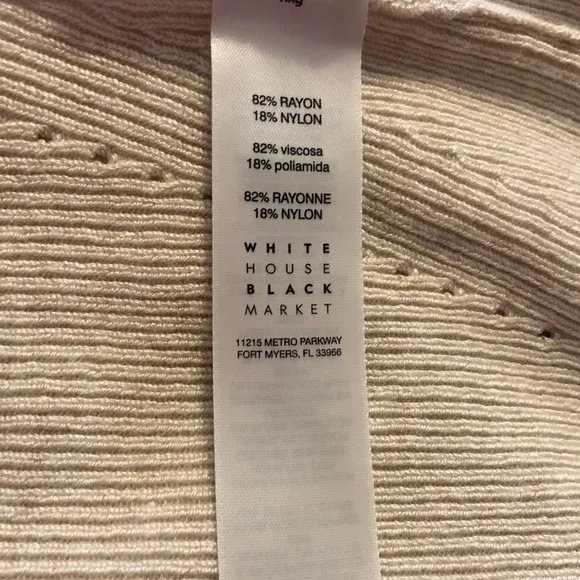 82% RAYON
18% NYLON
82% viscosa
18% poliamida
82% RAYONNE
18% NYLON
WHITE
HOUSE
BLACK
MARKET
11215 METRO PARKWAY
FORT MYERS, FL 33966